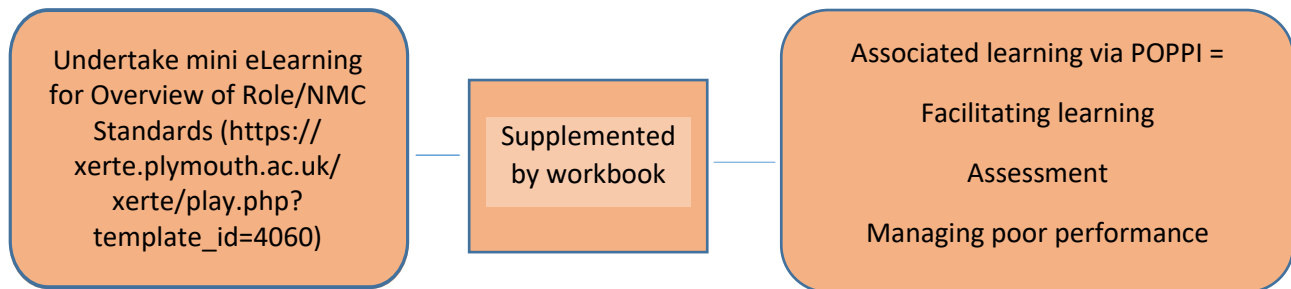 Undertake mini eLearning
for Overview of Role/NMC
Standards (https://
xerte.plymouth.ac.uk/
xerte/play.php?
template_id=4060)
Supplemented
by workbook
Associated learning via POPPI =
Facilitating learning
Assessment
Managing poor performance